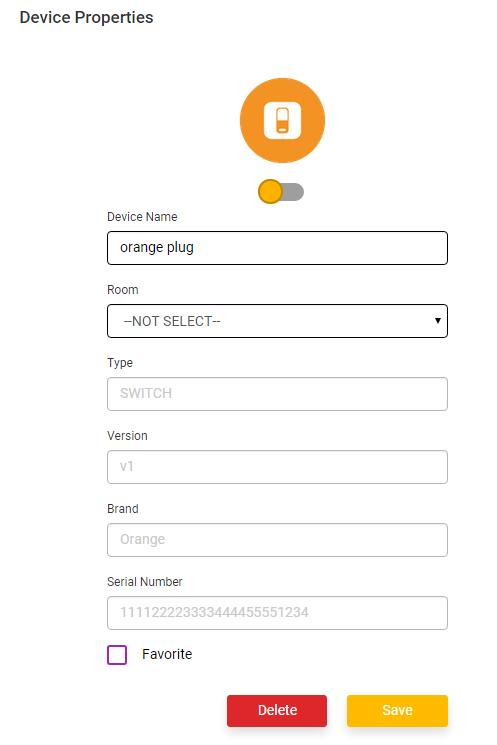 Device Properties
Device Name
orange plug
Room
--NOT SELECT--
Type
SWITCH
Version
v1
Brand
Orange
Serial Number
111122223333444455551234
Favorite
Delete
Save